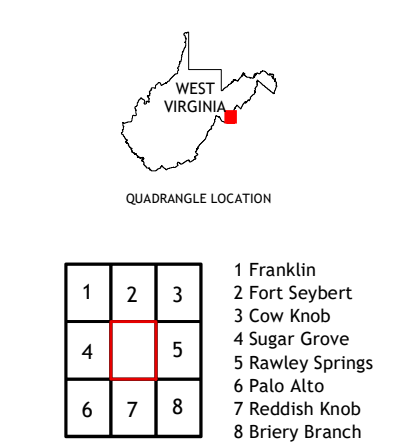 WEST
VIRGINIA
QUADRANGLE LOCATION
1 2 3
4 5
6 7 8
1 Franklin
2 Fort Seybert
3 Cow Knob
4 Sugar Grove
5 Rawley Springs
6 Palo Alto
7 Reddish Knob
8 Briery Branch